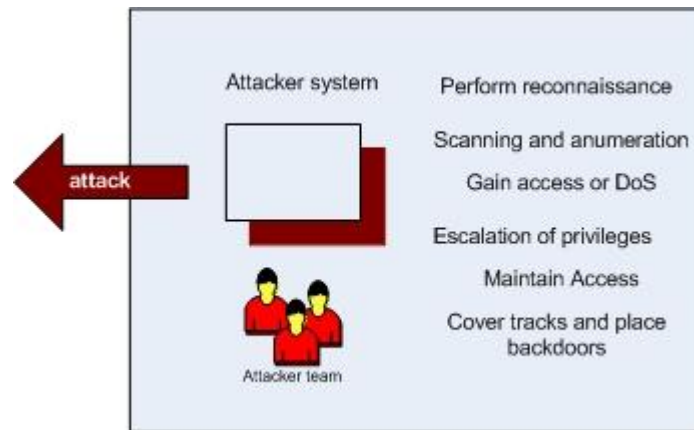 Attacker system
Perform reconnaissance
Scanning and anumeration
attack
Gain access or DoS
Escalation of privileges
Maintain Access
Cover tracks and place
backdoors
Attacker team